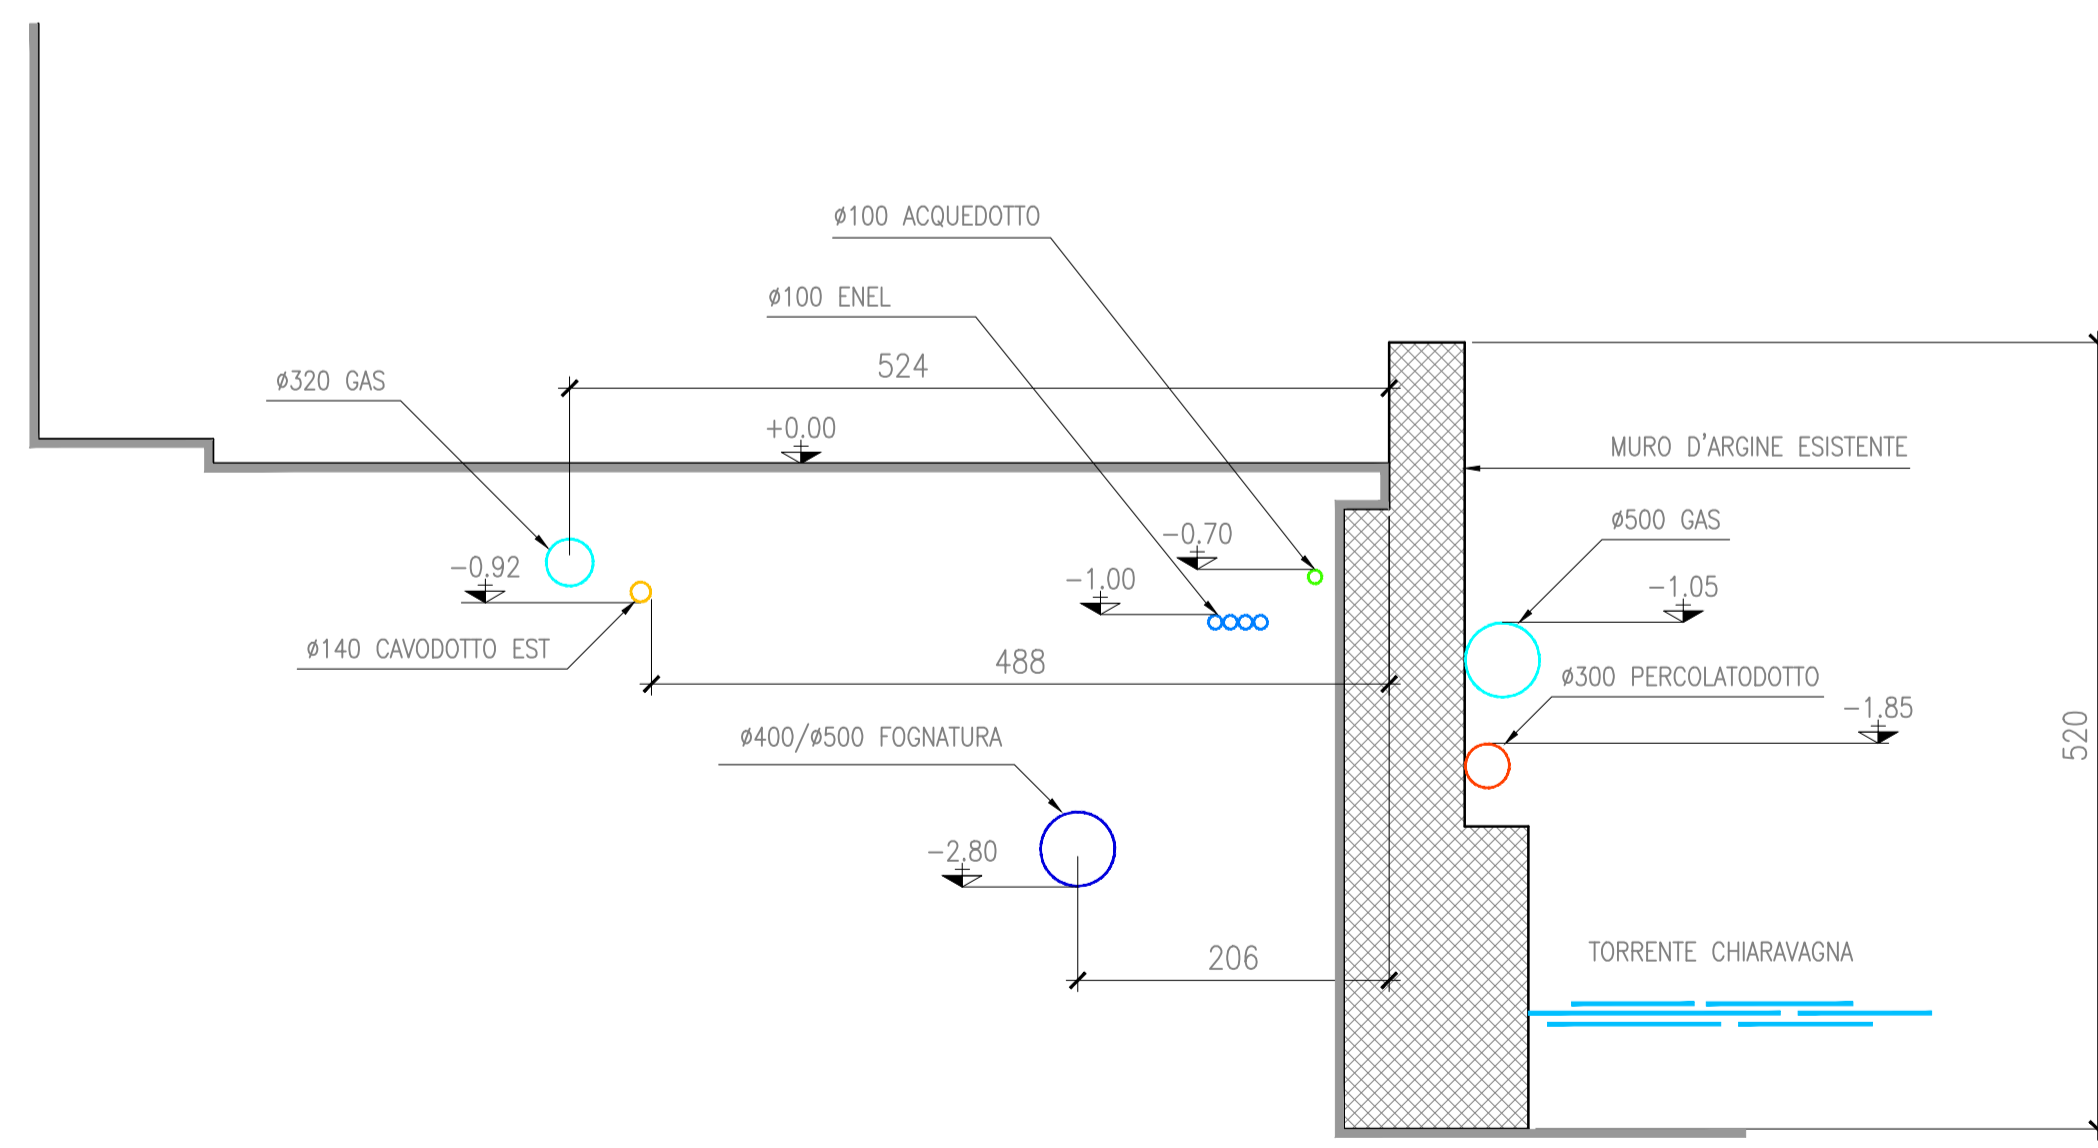 ø100 ACQUEDOTTO
ø100 ENEL
524
ø320 GAS
+0.00
MURO D'ARGINE ESISTENTE
ø500 GAS
-0.70
-0.92
-1.00
-1.05
ø140 CAVODOTTO EST
488
ø300 PERCOLATODOTTO
-1.85
ø400/ø500 FOGNATURA
520
-2.80
206
TORRENTE CHIARAVAGNA